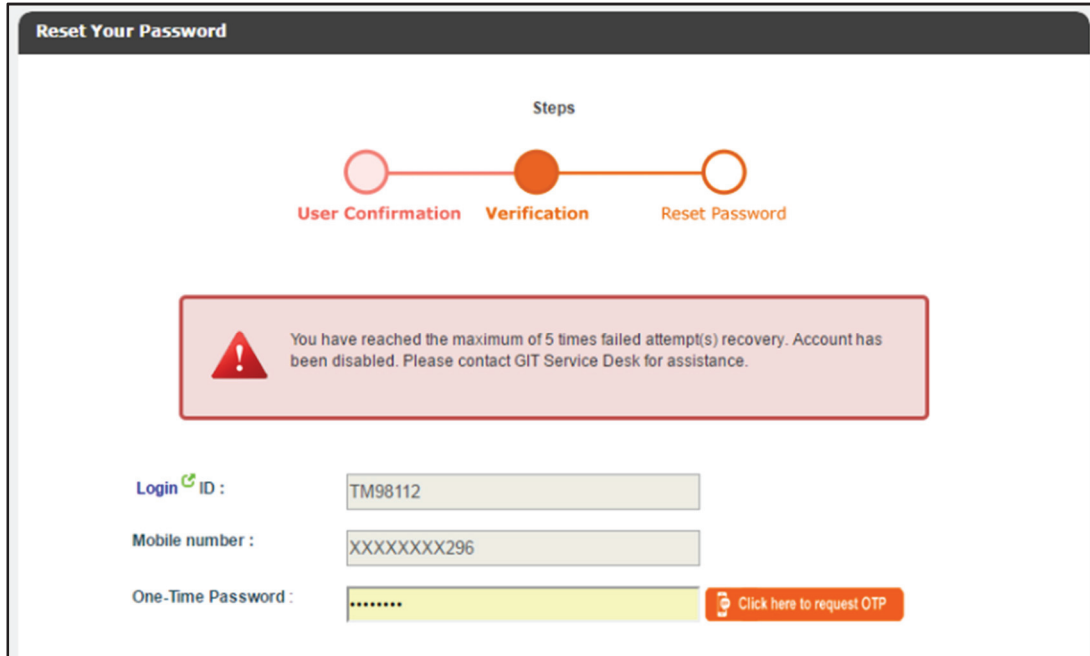 Reset Your Password
Steps
User Confirmation Verification Reset Password
You have reached the maximum of 5 times failed attempt(s) recovery. Account has
been disabled. Please contact GIT Service Desk for assistance.
Login ID :
TM98112
Mobile number :
XXXXXXXX296
One-Time Password :
••••••••
Click here to request OTP